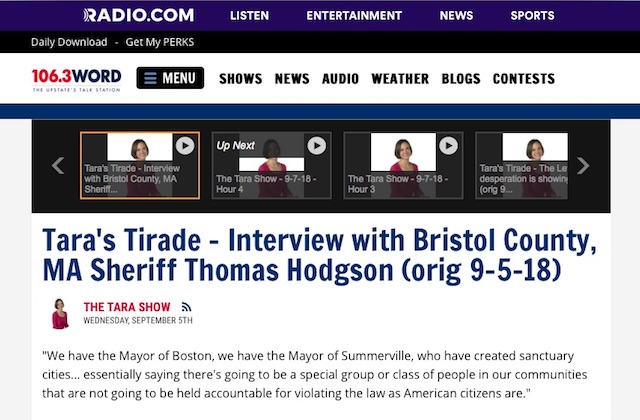 RADIO.COM LISTEN ENTERTAINMENT NEWS SPORTS
Daily Download - Get My PERKS
106.3WORD MENU SHOWS NEWS AUDIO WEATHER BLOGS CONTESTS
THE UPSTATE'S TALK STATION
Up Next
Tara's Tirade - Interview
with Bristol County, MA
Sheriff...
The Tara Show - 9-7-18 -
Hour 4
The Tara Show - 9-7-18 -
Hour 3
Tara's Tirade - The Le
desperation is showing
(orig 9...
Tara's Tirade - Interview with Bristol County,
MA Sheriff Thomas Hodgson (orig 9-5-18)
THE TARA SHOW
WEDNESDAY, SEPTEMBER 5TH
"We have the Mayor of Boston, we have the Mayor of Summerville, who have created sanctuary
cities... essentially saying there's going to be a special group or class of people in our communities
that are not going to be held accountable for violating the law as American citizens are."